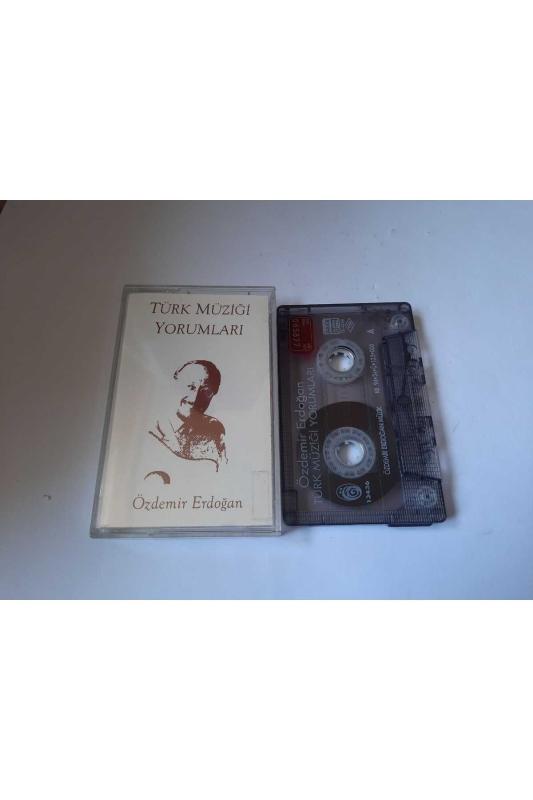 TÜRK MÜZİĞİ
YORUMLARI
Özdemir Erdoğan
Özdemir Erdoğan
TÜRK MÜZİĞİ YORUMLARI
A
ÖZDEMİR ERDOĞAN MÜZİK